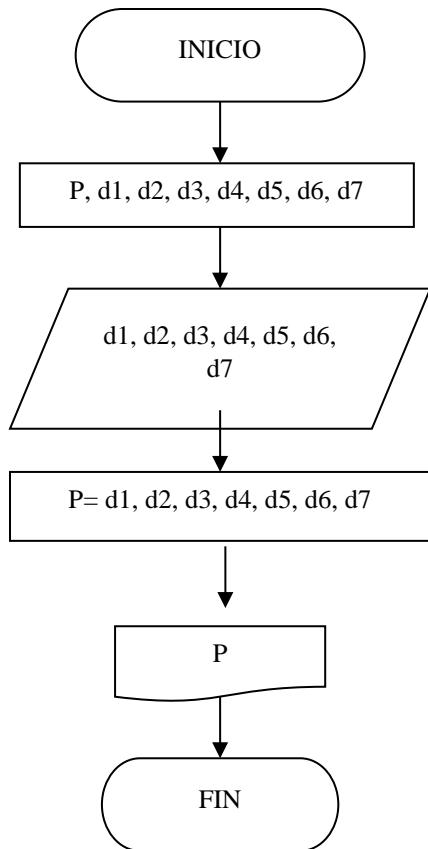 INICIO
P, d1, d2, d3, d4, d5, d6, d7
d1, d2, d3, d4, d5, d6,
d7
P= d1, d2, d3, d4, d5, d6, d7
P
FIN